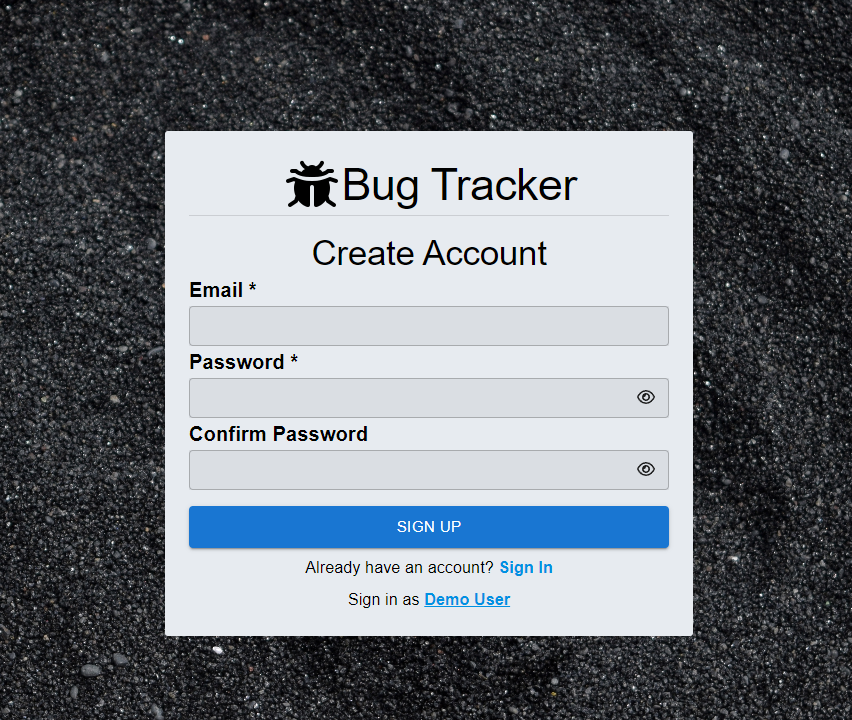 Bug Tracker
Create Account
Email *
Password *
Confirm Password
SIGN UP
Already have an account? Sign In
Sign in as Demo User